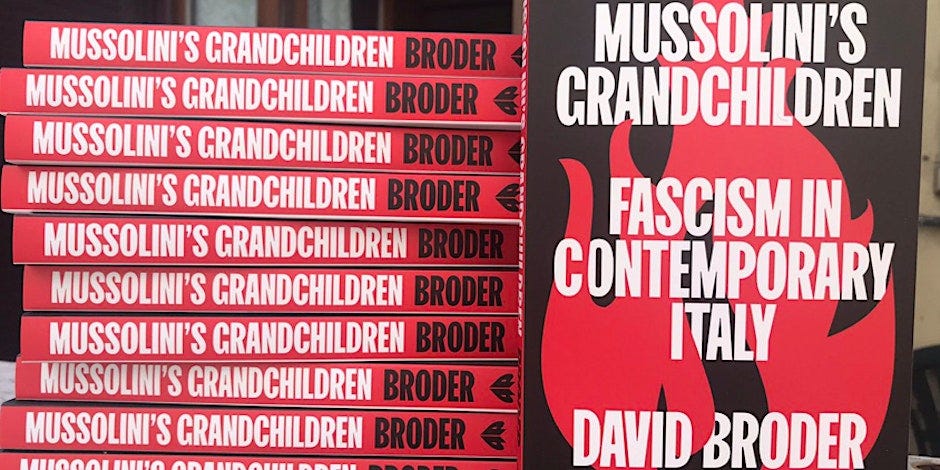 MUSSOLINI'S GRANDCHILDREN BRODER
MUSSOLINI'S GRANDCHILDREN BRODER
MUSSOLINI'S GRANDCHILDREN BRODER
MUSSOLINI'S GRANDCHILDREN BRODER
MUSSOLINI'S GRANDCHILDREN BRODER
MUSSOLINI'S GRANDCHILDREN BRODER
MUSSOLINI'S GRANDCHILDREN BRODER
MUSSOLINI'S GRANDCHILDREN BRODER
MUSSOLINI'S GRANDCHILDREN BRODER
MUSSOLINI'S GRANDCHILDREN BRODER
MUSSOLINI'S
GRANDCHILDREN
FASCISM IN
CONTEMPORARY
ITALY
DAVID BRODER